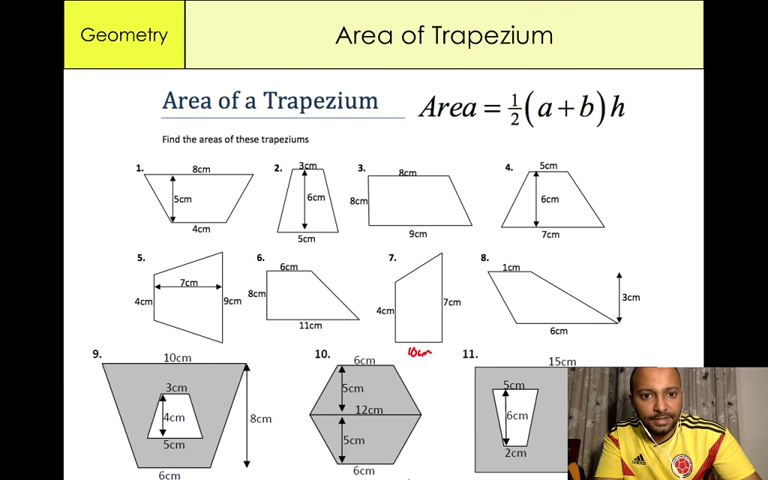 Geometry
Area of Trapezium
Area of a Trapezium
Area = ½(a + b) h
Find the areas of these trapeziums
1.
8cm
5cm
4cm
2.
3cm
6cm
5cm
3.
8cm
8cm
9cm
4.
5cm
6cm
7cm
5.
7cm
4cm
9cm
6.
6cm
8cm
11cm
7.
4cm
7cm
10cm
8.
1cm
3cm
6cm
9.
10cm
3cm
4cm
5cm
8cm
6cm
10.
6cm
5cm
12cm
5cm
6cm
11.
15cm
5cm
6cm
2cm
adidas